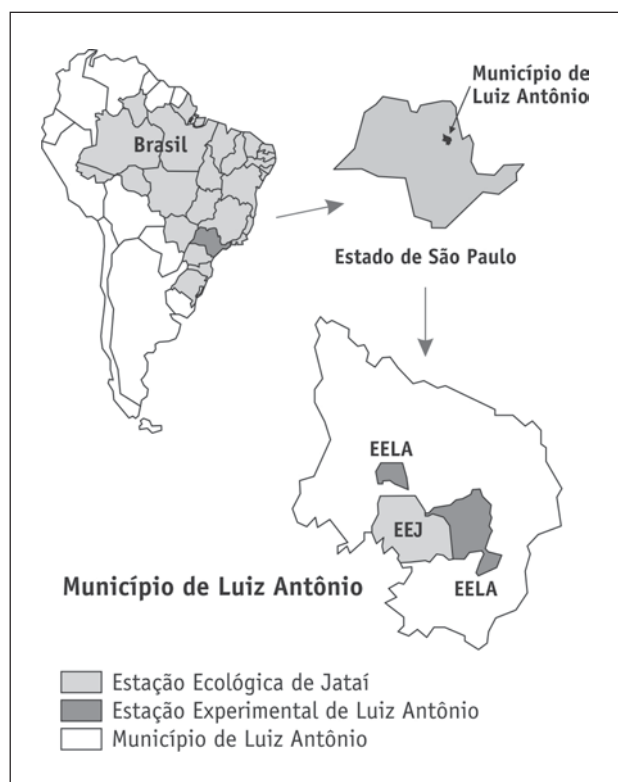 Brasil
Município de
Luiz Antônio
Estado de São Paulo
EELA
EEJ
Município de Luiz Antônio
EELA
Estação Ecológica de Jataí
Estação Experimental de Luiz Antônio
Município de Luiz Antônio